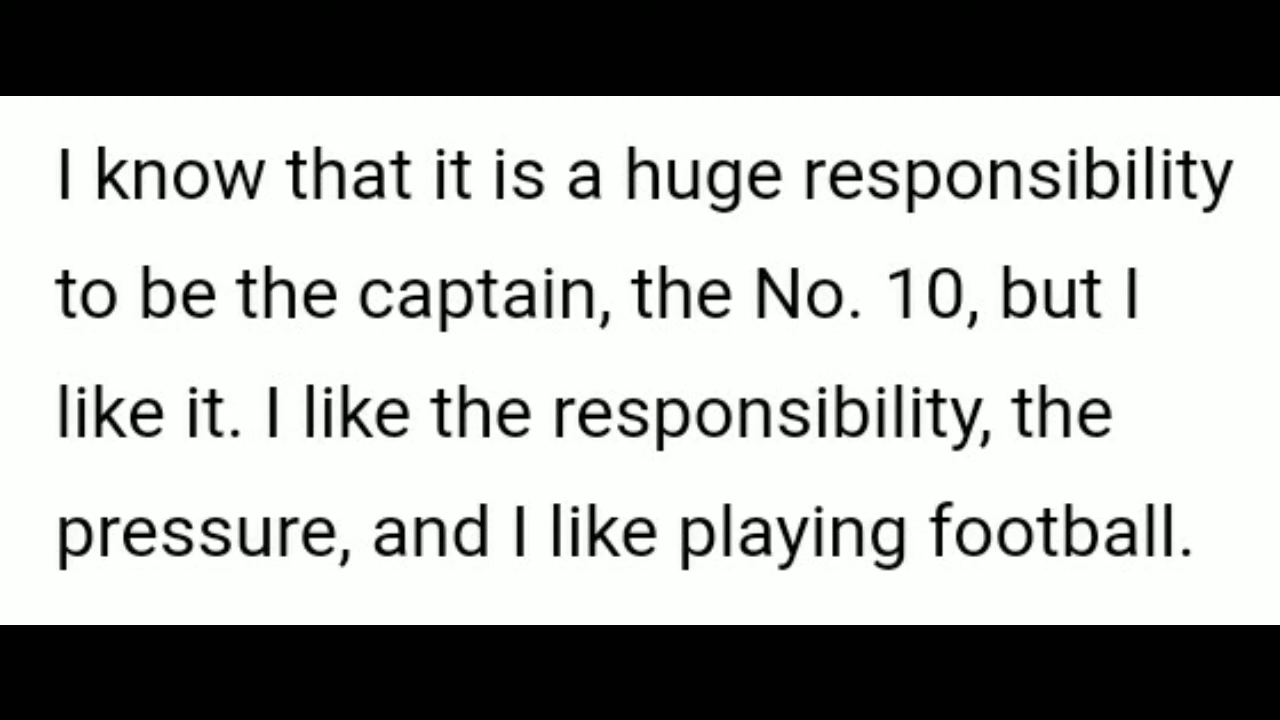 I know that it is a huge responsibility
to be the captain, the No. 10, but I
like it. I like the responsibility, the
pressure, and I like playing football.